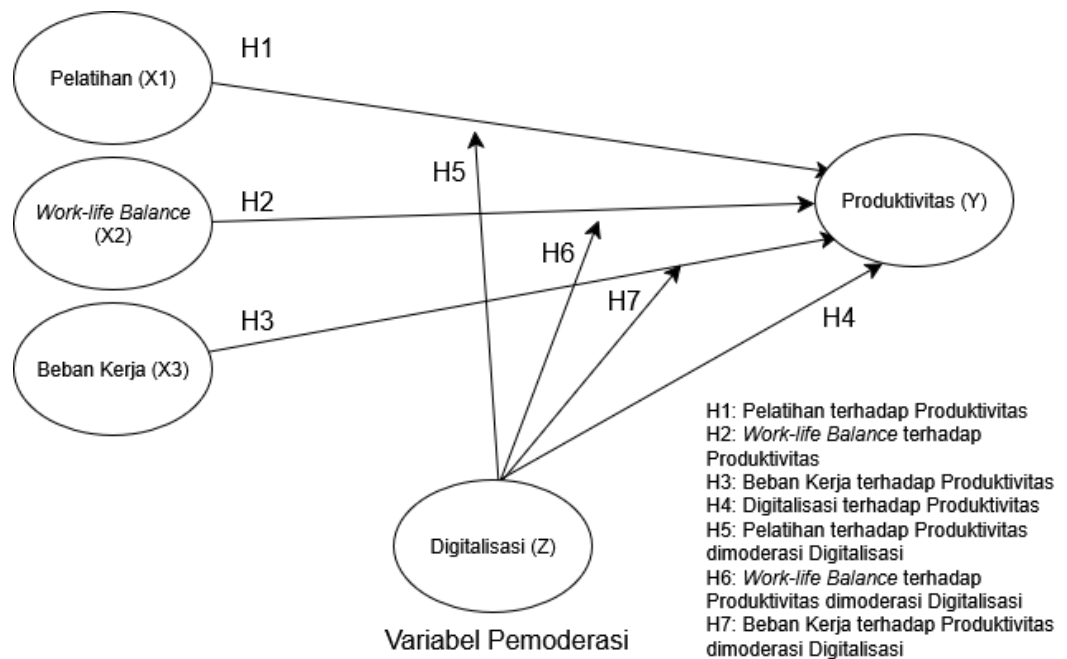 H1
Pelatihan (X1)
H5
H2
Work-life Balance
(X2)
Produktivitas (Y)
H6
H7
H3
H4
Beban Kerja (X3)
Digitalisasi (Z)
Variabel Pemoderasi
H1: Pelatihan terhadap Produktivitas
H2: Work-life Balance terhadap
Produktivitas
H3: Beban Kerja terhadap Produktivitas
H4: Digitalisasi terhadap Produktivitas
H5: Pelatihan terhadap Produktivitas
dimoderasi Digitalisasi
H6: Work-life Balance terhadap
Produktivitas dimoderasi Digitalisasi
H7: Beban Kerja terhadap Produktivitas
dimoderasi Digitalisasi